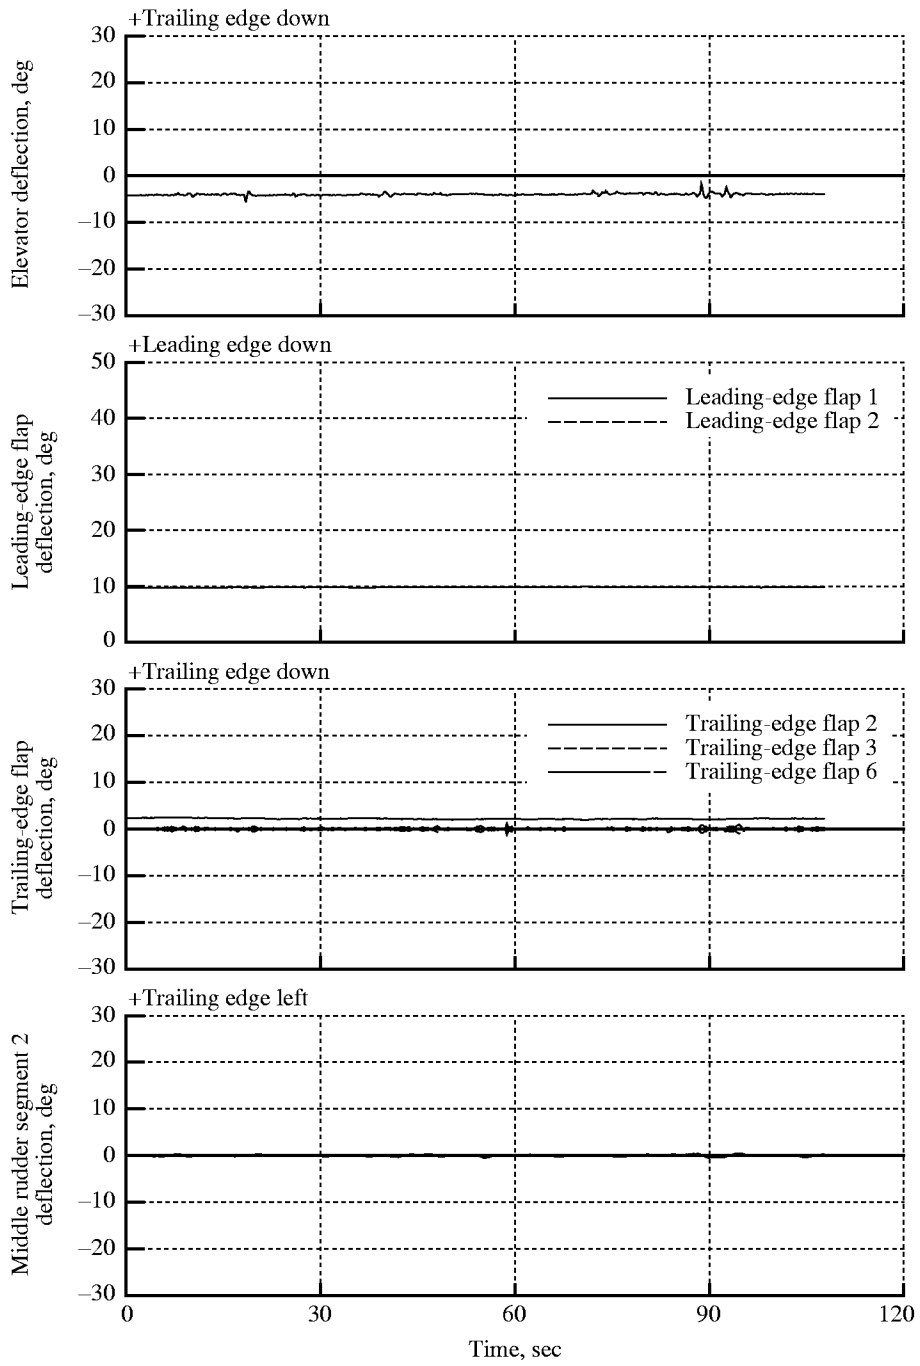 +Trailing edge down
30
20
10
0
–10
–20
–30
Elevator deflection, deg
+Leading edge down
50
40
30
20
10
0
Leading-edge flap
deflection, deg
Leading-edge flap 1
Leading-edge flap 2
+Trailing edge down
30
20
10
0
–10
–20
–30
Trailing-edge flap
deflection, deg
Trailing-edge flap 2
Trailing-edge flap 3
Trailing-edge flap 6
+Trailing edge left
30
20
10
0
–10
–20
–30
Middle rudder segment 2
deflection, deg
0 30 60 90 120
Time, sec